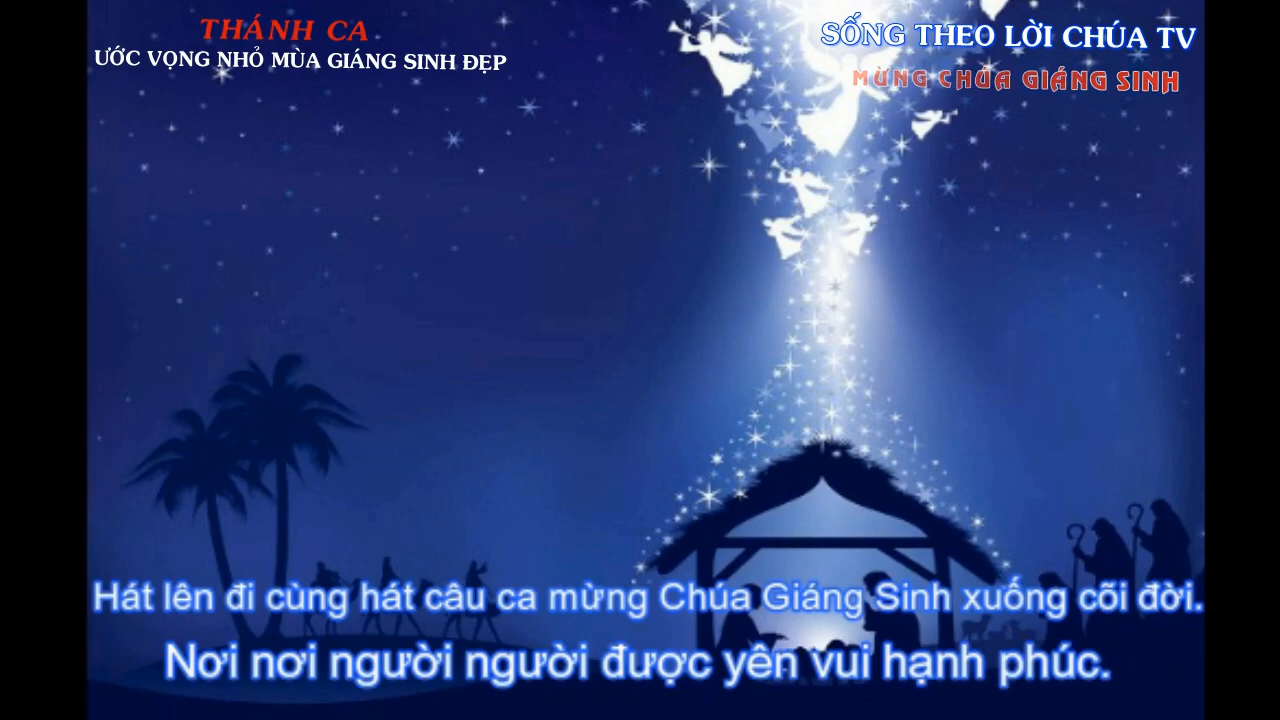 THÁNH CA
ƯỚC VỌNG NHỎ MÙA GIÁNG SINH ĐẸP
SỐNG THEO LỜI CHÚA TV
MỪNG CHÚA GIÁNG SINH
Hát lên đi cùng hát câu ca mừng Chúa Giáng Sinh xuống cõi đời.
Nơi nơi người người được yên vui hạnh phúc.